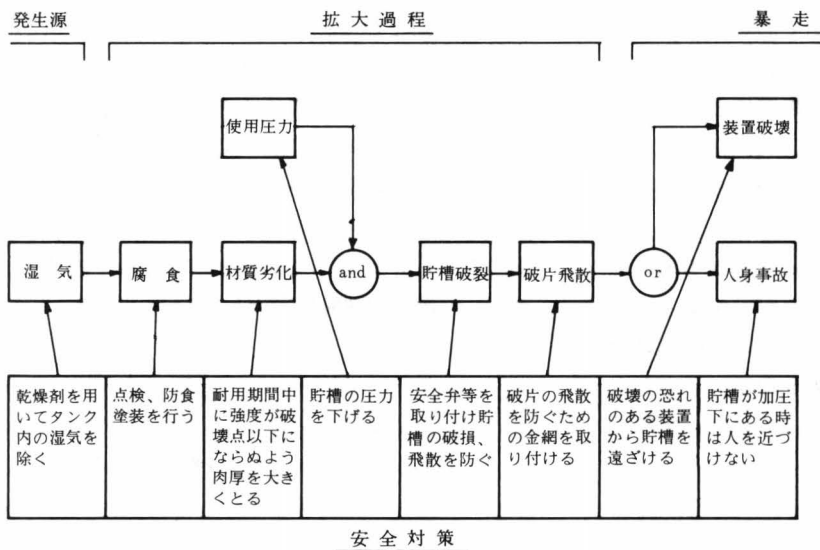 発生源
拡大過程
暴走
使用圧力
装置破壊
湿気
腐食
材質劣化
and
貯槽破裂
破片飛散
or
人身事故
乾燥剤を用
いてタンク
内の湿気を
除く
点検、防食
塗装を行う
耐用期間中
に強度が破
壊点以下に
ならぬよう
肉厚を大き
くとる
貯槽の圧力
を下げる
安全弁等を
取り付け貯
槽の破損、
飛散を防ぐ
破片の飛散
を防ぐため
の金網を取
り付ける
破壊の恐れ
のある装置
から貯槽を
遠ざける
貯槽が加圧
下にある時
は人を近づ
けない
安全対策